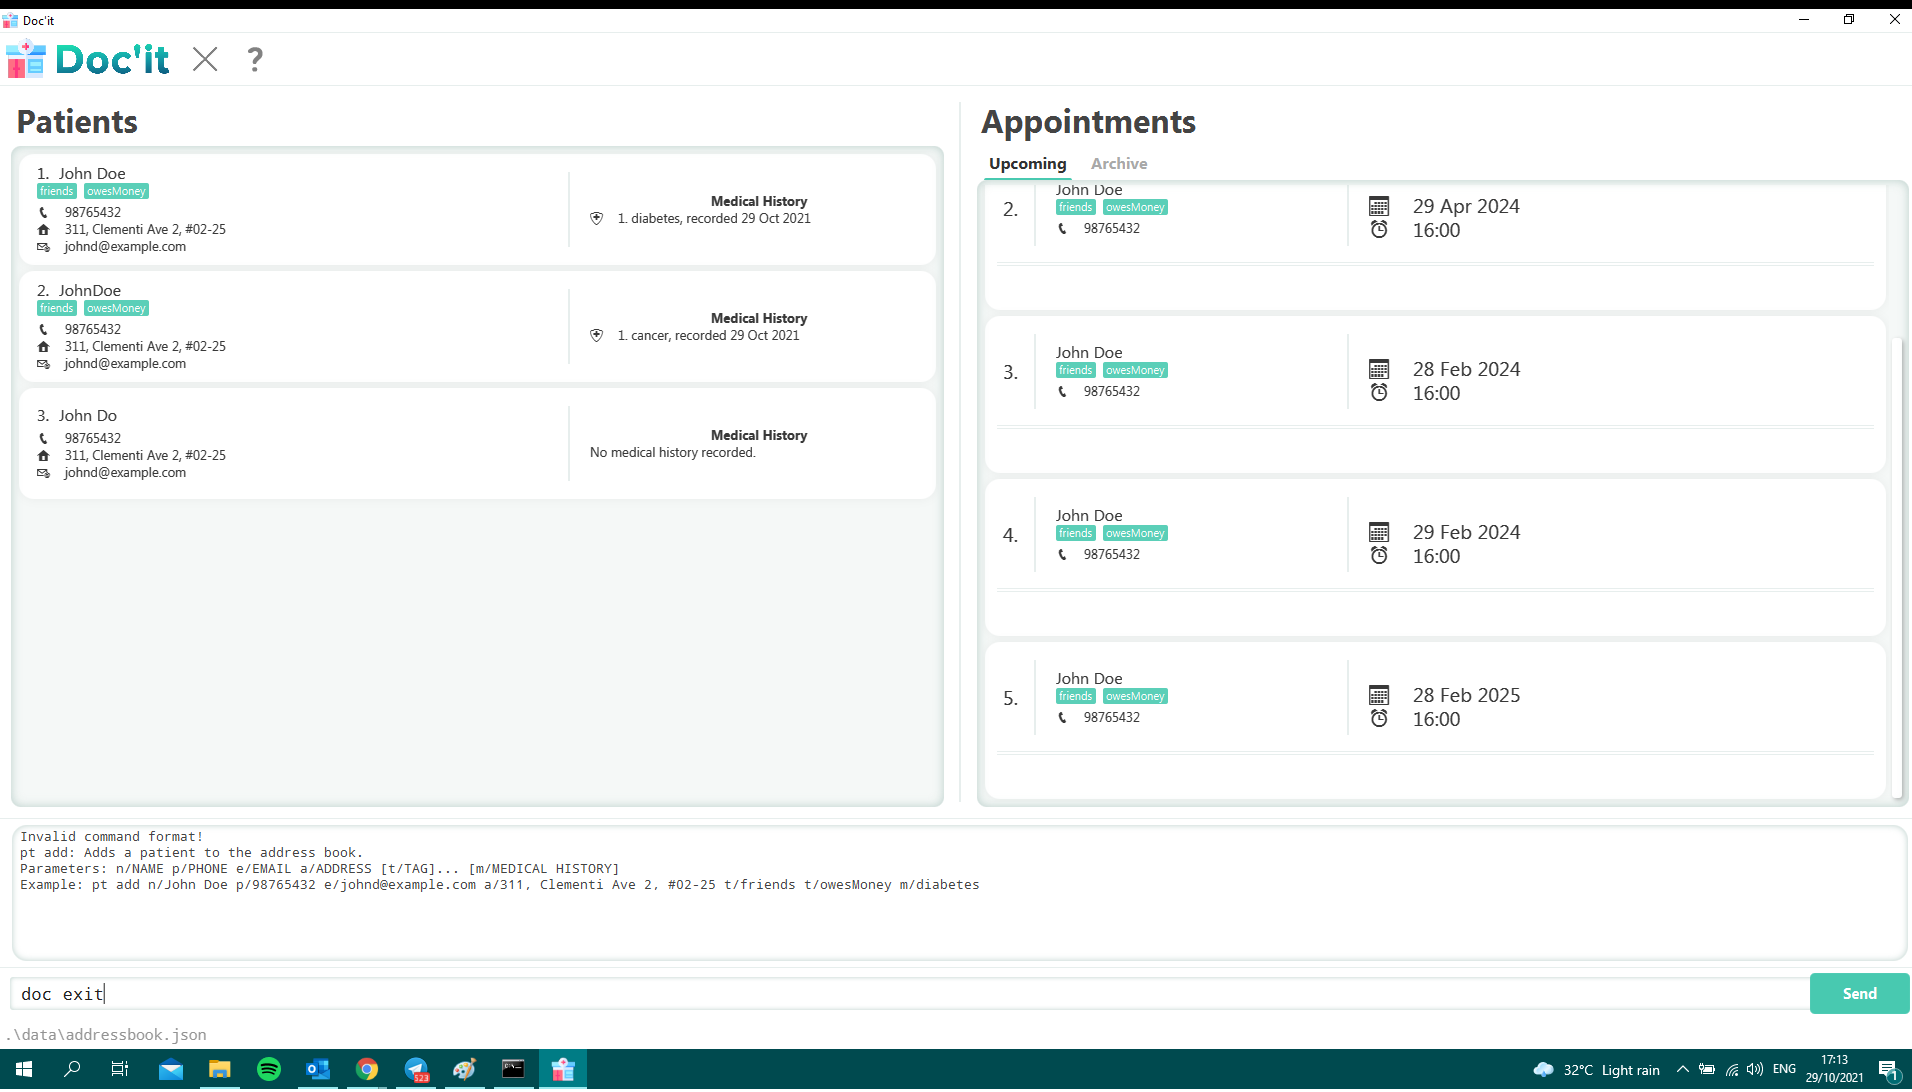 Doc'it
Doc'it
?
Patients
1. John Doe
friends owesMoney
98765432
311, Clementi Ave 2, #02-25
johnd@example.com
Medical History
1. diabetes, recorded 29 Oct 2021
2. JohnDoe
friends owesMoney
98765432
311, Clementi Ave 2, #02-25
johnd@example.com
Medical History
1. cancer, recorded 29 Oct 2021
3. John Do
98765432
311, Clementi Ave 2, #02-25
johnd@example.com
Medical History
No medical history recorded.
Appointments
Upcoming Archive
2.
John Doe
friends owesMoney
98765432
29 Apr 2024
16:00
3.
John Doe
friends owesMoney
98765432
28 Feb 2024
16:00
4.
John Doe
friends owesMoney
98765432
29 Feb 2024
16:00
5.
John Doe
friends owesMoney
98765432
28 Feb 2025
16:00
Invalid command format!
pt add: Adds a patient to the address book.
Parameters: n/NAME p/PHONE e/EMAIL a/ADDRESS [t/TAG]... [m/MEDICAL HISTORY]
Example: pt add n/John Doe p/98765432 e/johnd@example.com a/311, Clementi Ave 2, #02-25 t/friends t/owesMoney m/diabetes
doc exit
Send
.\data\addressbook.json
523
32°C Light rain
ENG
17:13
29/10/2021
1